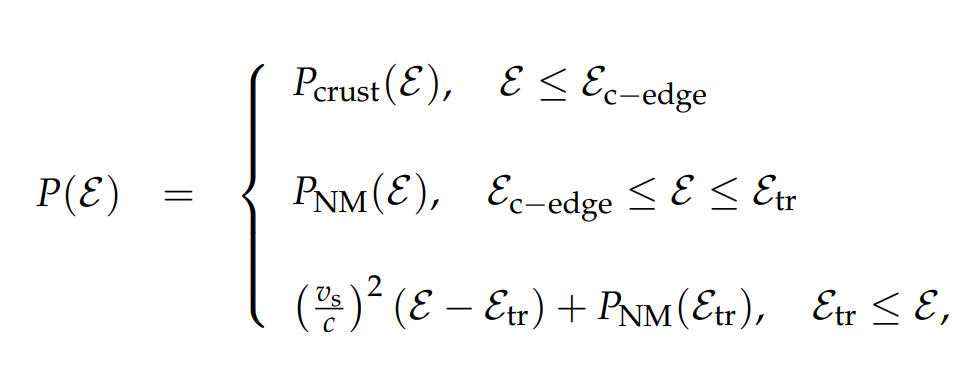 P_crust(ℰ), ℰ ≤ ℰ_c−edge
P(ℰ) = { P_NM(ℰ), ℰ_c−edge ≤ ℰ ≤ ℰ_tr
(v_s/c)^2 (ℰ − ℰ_tr) + P_NM(ℰ_tr), ℰ_tr ≤ ℰ,